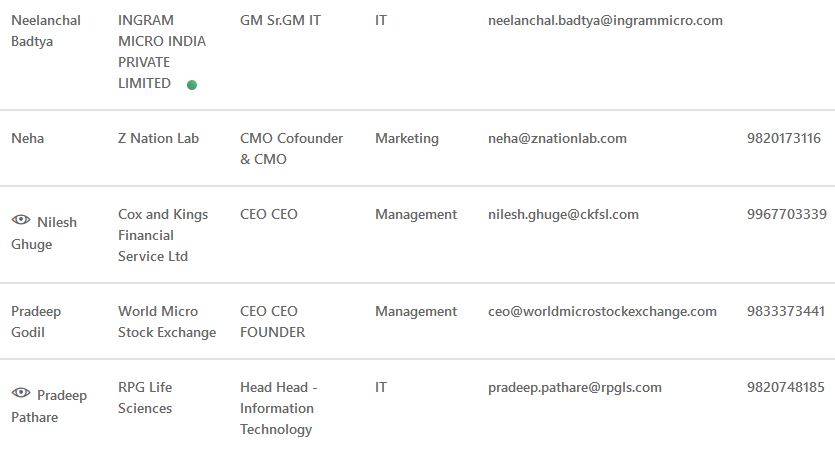 Neelanchal INGRAM GM Sr.GM IT IT neelanchal.badtya@ingrammicro.com
Badtya MICRO INDIA
PRIVATE
LIMITED
Neha Z Nation Lab CMO Cofounder Marketing neha@znationlab.com 9820173116
& CMO
Nilesh Cox and Kings CEO CEO Management nilesh.ghuge@ckfsl.com 9967703339
Ghuge Financial
Service Ltd
Pradeep World Micro CEO CEO Management ceo@worldmicrostockexchange.com 9833373441
Godil Stock Exchange FOUNDER
Pradeep RPG Life Head Head - IT pradeep.pathare@rpgls.com 9820748185
Pathare Sciences Information
Technology